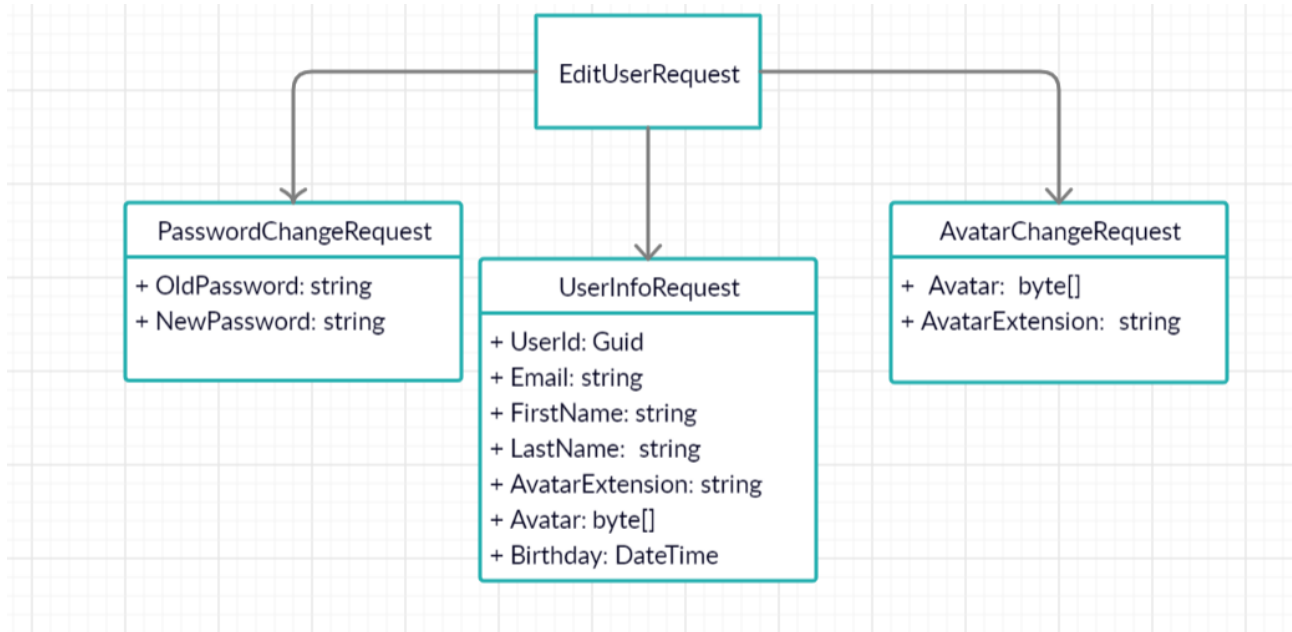 EditUserRequest
PasswordChangeRequest
+ OldPassword: string
+ NewPassword: string
UserInfoRequest
+ UserId: Guid
+ Email: string
+ FirstName: string
+ LastName:  string
+ AvatarExtension: string
+ Avatar: byte[]
+ Birthday: DateTime
AvatarChangeRequest
+  Avatar:  byte[]
+ AvatarExtension:  string